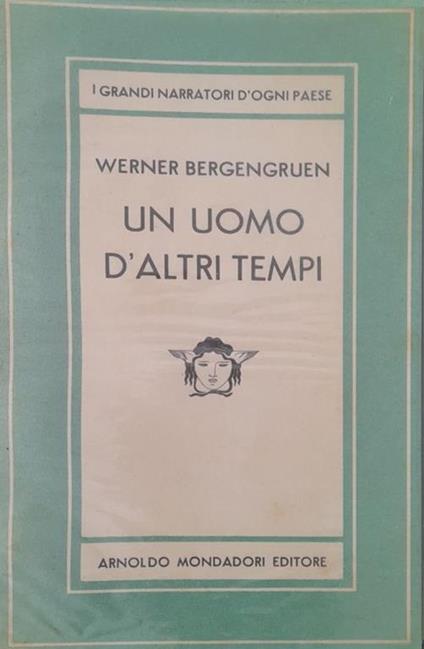 I GRANDI NARRATORI D'OGNI PAESE
WERNER BERGENGRUEN
UN UOMO
D'ALTRI TEMPI
ARNOLDO MONDADORI EDITORE